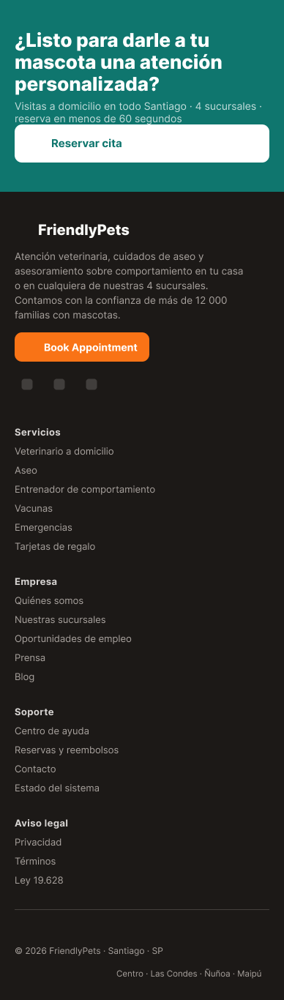 ¿Listo para darle a tu
mascota una atención
personalizada?
Visitas a domicilio en todo Santiago · 4 sucursales ·
reserva en menos de 60 segundos
Reservar cita
FriendlyPets
Atención veterinaria, cuidados de aseo y
asesoramiento sobre comportamiento en tu casa
o en cualquiera de nuestras 4 sucursales.
Contamos con la confianza de más de 12 000
familias con mascotas.
Book Appointment
Servicios
Veterinario a domicilio
Aseo
Entrenador de comportamiento
Vacunas
Emergencias
Tarjetas de regalo
Empresa
Quiénes somos
Nuestras sucursales
Oportunidades de empleo
Prensa
Blog
Soporte
Centro de ayuda
Reservas y reembolsos
Contacto
Estado del sistema
Aviso legal
Privacidad
Términos
Ley 19.628
© 2026 FriendlyPets · Santiago · SP
Centro · Las Condes · Ñuñoa · Maipú